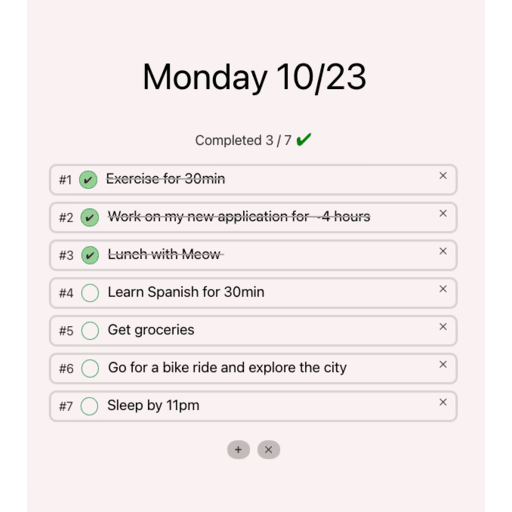 Monday 10/23
Completed 3 / 7 ✔
#1 ✔ Exercise for 30min ×
#2 ✔ Work on my new application for ~4 hours ×
#3 ✔ Lunch with Meow ×
#4 Learn Spanish for 30min ×
#5 Get groceries ×
#6 Go for a bike ride and explore the city ×
#7 Sleep by 11pm ×
+ ×